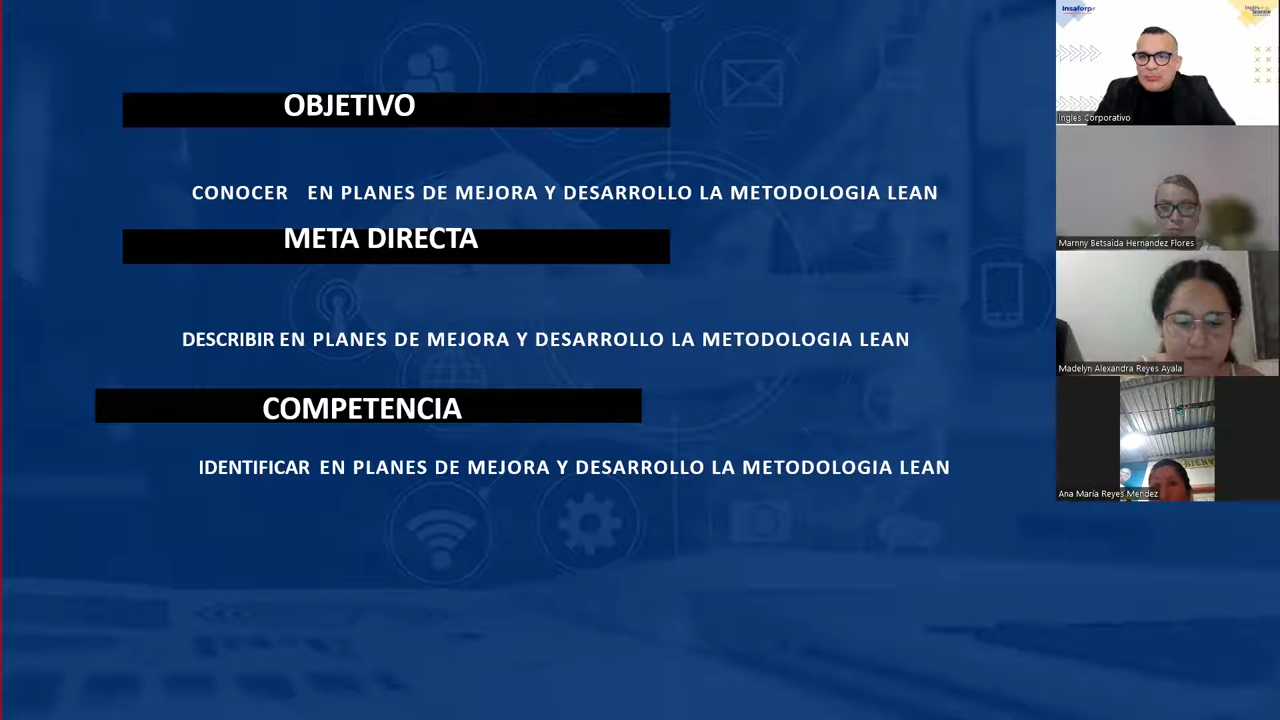 OBJETIVO
CONOCER EN PLANES DE MEJORA Y DESARROLLO LA METODOLOGIA LEAN
META DIRECTA
DESCRIBIR EN PLANES DE MEJORA Y DESARROLLO LA METODOLOGIA LEAN
COMPETENCIA
IDENTIFICAR EN PLANES DE MEJORA Y DESARROLLO LA METODOLOGIA LEAN
Insaforp
Ingles Corporativo
Marnny Betsaida Hernandez Flores
Madelyn Alexandra Reyes Ayala
Ana María Reyes Mendez